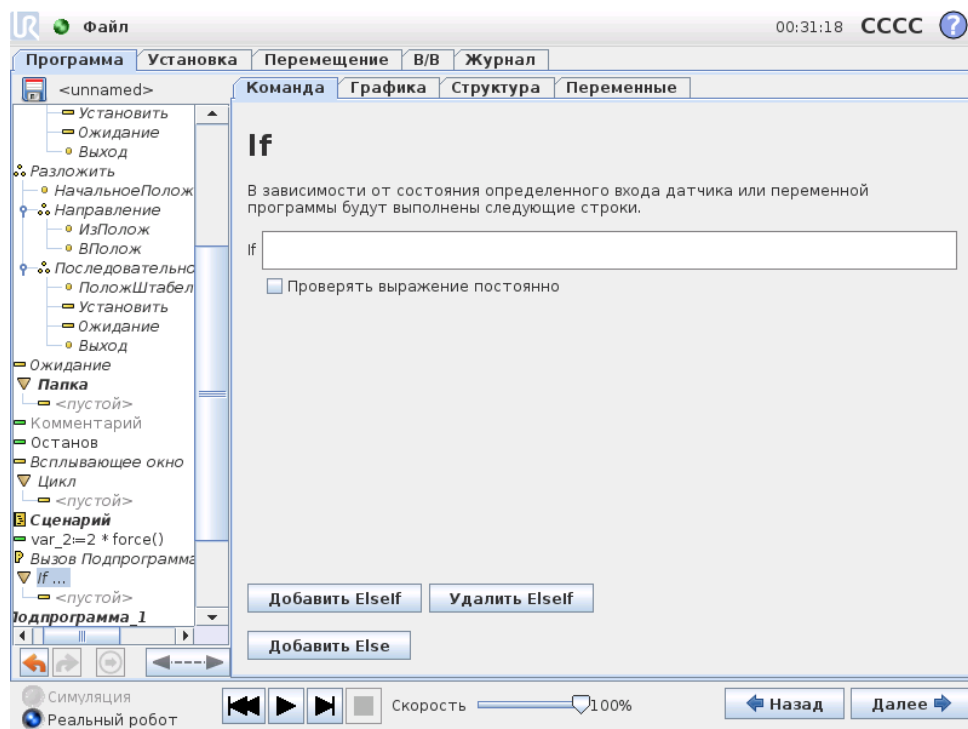 UR Файл 00:31:18 CCCC ?
Программа Установка Перемещение В/В Журнал
<unnamed>
Команда Графика Структура Переменные
Установить
Ожидание
Выход
Разложить
НачальноеПолож
Направление
ИзПолож
ВПолож
Последовательно
ПоложШтабел
Установить
Ожидание
Выход
Ожидание
Папка
<пустой>
Комментарий
Останов
Всплывающее окно
Цикл
<пустой>
Сценарий
var_2:=2 * force()
Вызов Подпрограмма
If ...
<пустой>
Подпрограмма_1
If
В зависимости от состояния определенного входа датчика или переменной
программы будут выполнены следующие строки.
If
Проверять выражение постоянно
Добавить ElseIf Удалить ElseIf
Добавить Else
Симуляция
Реальный робот
Скорость 100%
Назад Далее